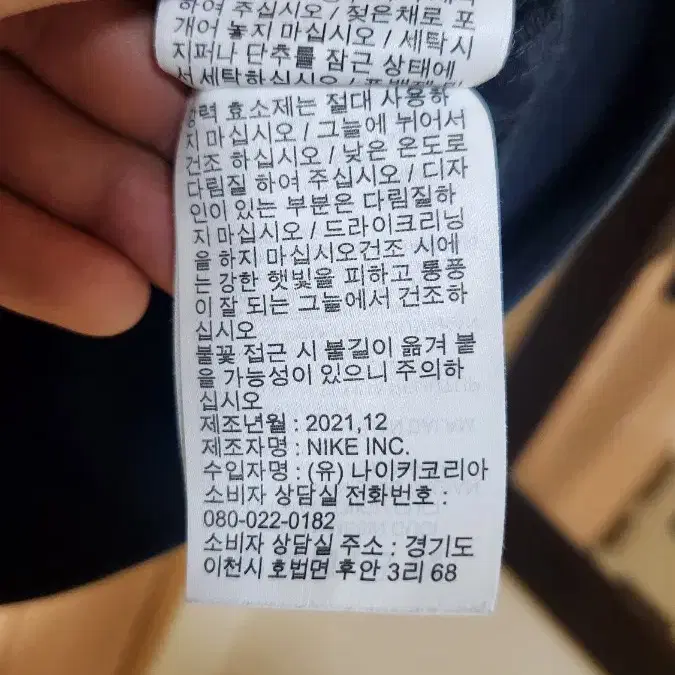 하여 주십시오 / 젖은채로 포
개어 놓지 마십시오 / 세탁시
지퍼나 단추를 잠근 상태에
서 세탁하십시오 /
력 효소제는 절대 사용하
지 마십시오 / 그늘에 뉘어서
건조 하십시오 / 낮은 온도로
다림질 하여 주십시오 / 디자
인이 있는 부분은 다림질하
지 마십시오 / 드라이크리닝
을 하지 마십시오건조 시에
는 강한 햇빛을 피하고 통풍
이 잘 되는 그늘에서 건조하
십시오
불꽃 접근 시 불길이 옮겨 붙
을 가능성이 있으니 주의하
십시오
제조년월 : 2021,12
제조자명 : NIKE INC.
수입자명 : (유) 나이키코리아
소비자 상담실 전화번호 :
080-022-0182
소비자 상담실 주소 : 경기도
이천시 호법면 후안 3리 68